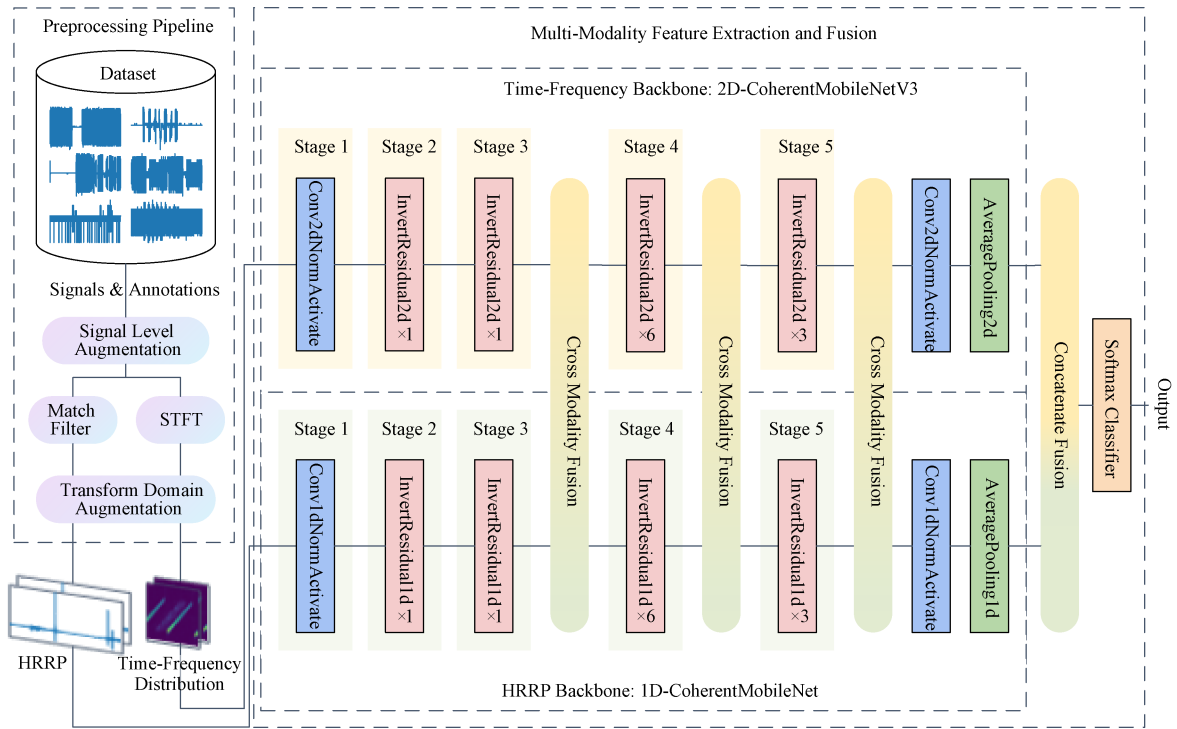 Preprocessing Pipeline
Dataset
Signals & Annotations
Signal Level
Augmentation
Match
Filter
STFT
Transform Domain
Augmentation
HRRP
Time-Frequency
Distribution
Multi-Modality Feature Extraction and Fusion
Time-Frequency Backbone: 2D-CoherentMobileNetV3
Stage 1
Stage 2
Stage 3
Stage 4
Stage 5
Conv2dNormActivate
InvertResidual2d
×1
InvertResidual2d
×1
Cross Modality Fusion
InvertResidual2d
×6
Cross Modality Fusion
InvertResidual2d
×3
Cross Modality Fusion
Conv2dNormActivate
AveragePooling2d
Concatenate Fusion
Softmax Classifier
Output
Stage 1
Stage 2
Stage 3
Stage 4
Stage 5
Conv1dNormActivate
InvertResidual1d
×1
InvertResidual1d
×1
InvertResidual1d
×6
InvertResidual1d
×3
Conv1dNormActivate
AveragePooling1d
HRRP Backbone: 1D-CoherentMobileNet